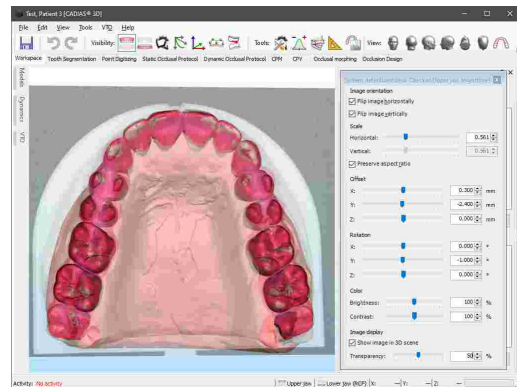 Test, Patient 3 [CADIAS® 3D]
File Edit View Tools VTO Help
Visibility: Tools: View:
Workspace Tooth Segmentation Point Digitizing Static Occlusal Protocol Dynamic Occlusal Protocol CPM CPV Occlusal morphing Occlusion Design
Models
Dynamics
VTO
Image orientation
Flip image horizontally
Flip image vertically
Scale
Horizontal: 0.561
Vertical: 0.561
Preserve aspect ratio
Offset
X: 0.300 mm
Y: -2.400 mm
Z: 0.000 mm
Rotation
X: 0.000 °
Y: -1.000 °
Z: 0.000 °
Color
Brightness: 100 %
Contrast: 100 %
Image display
Show image in 3D scene
Transparency: 50 %
Activity: No activity
Upper jaw Lower jaw (RCP) X: — Y: — Z: —